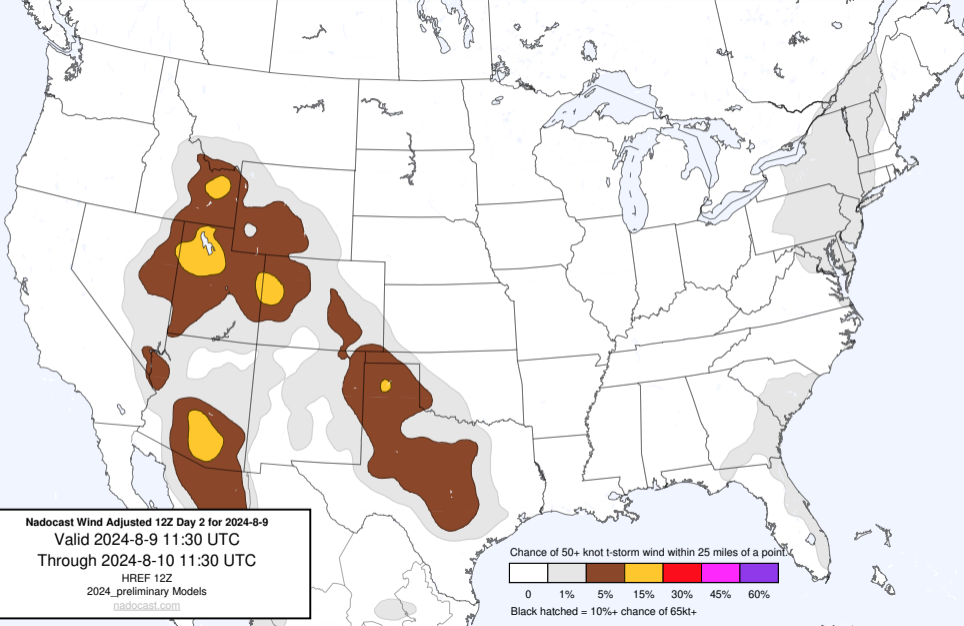 Nadocast Wind Adjusted 12Z Day 2 for 2024-8-9
Valid 2024-8-9 11:30 UTC
Through 2024-8-10 11:30 UTC
HREF 12Z
2024_preliminary Models
nadocast.com
Chance of 50+ knot t-storm wind within 25 miles of a point.
0 1% 5% 15% 30% 45% 60%
Black hatched = 10%+ chance of 65kt+